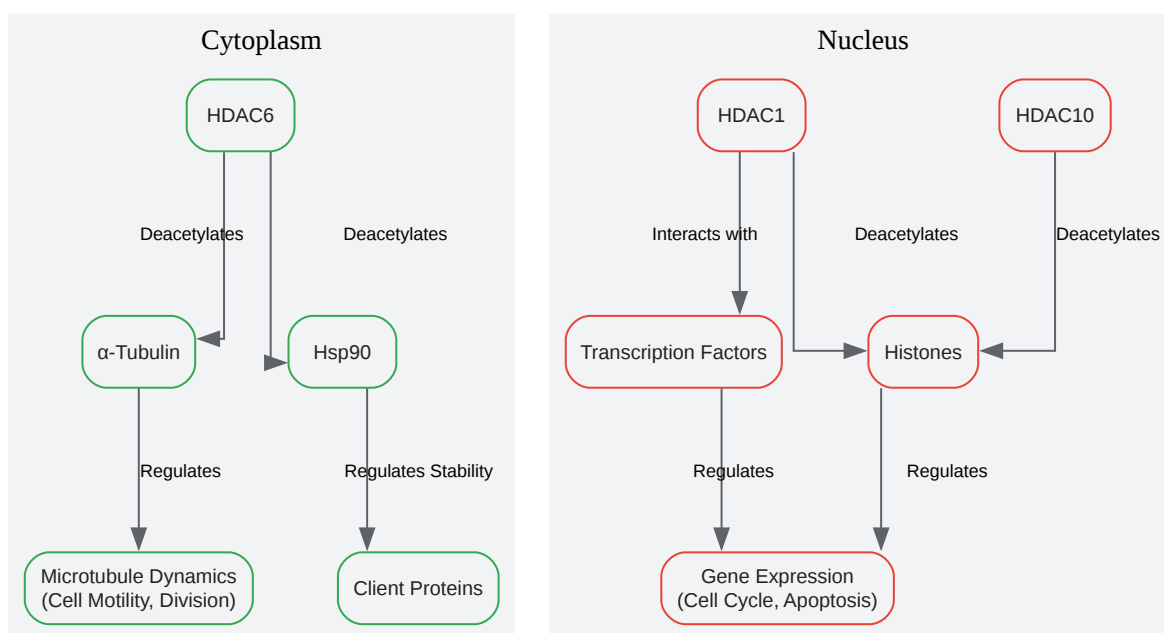 Cytoplasm
Nucleus
HDAC6
HDAC1
HDAC10
Deacetylates
Deacetylates
Interacts with
Deacetylates
Deacetylates
α-Tubulin
Hsp90
Transcription Factors
Histones
Regulates
Regulates Stability
Regulates
Regulates
Microtubule Dynamics
(Cell Motility, Division)
Client Proteins
Gene Expression
(Cell Cycle, Apoptosis)